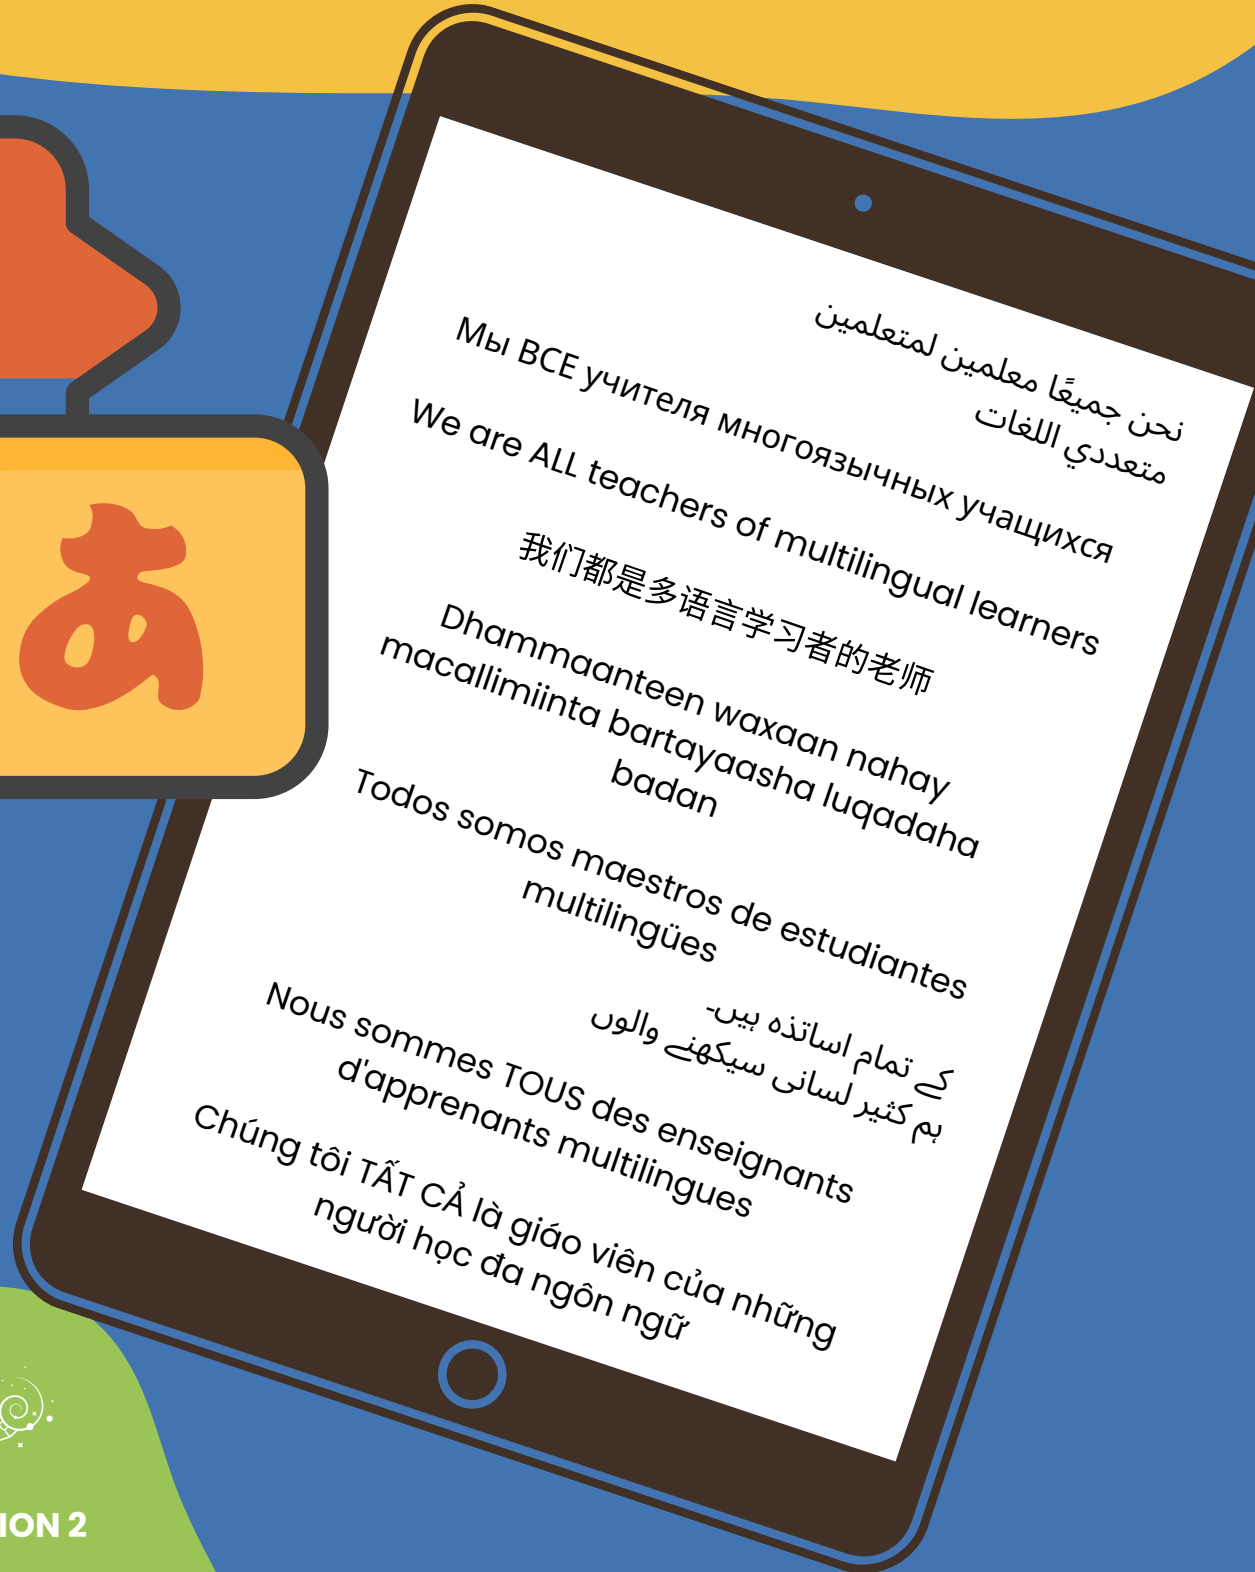 نحن جميعًا معلمين لمتعلمين
متعددي اللغات
Мы ВСЕ учителя многоязычных учащихся
We are ALL teachers of multilingual learners
我们都是多语言学习者的老师
Dhammaanteen waxaan nahay
macallimiinta bartayaasha luqadaha
badan
Todos somos maestros de estudiantes
multilingües
کے تمام اساتذہ ہیں۔
ہم کثیر لسانی سیکھنے والوں
Nous sommes TOUS des enseignants
d'apprenants multilingues
Chúng tôi TẤT CẢ là giáo viên của những
người học đa ngôn ngữ
あ
ION 2